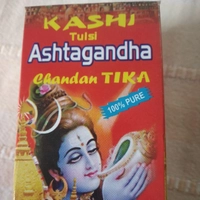 KASHI
Tulsi
Ashtagandha
Chandan TIKA
100% PURE